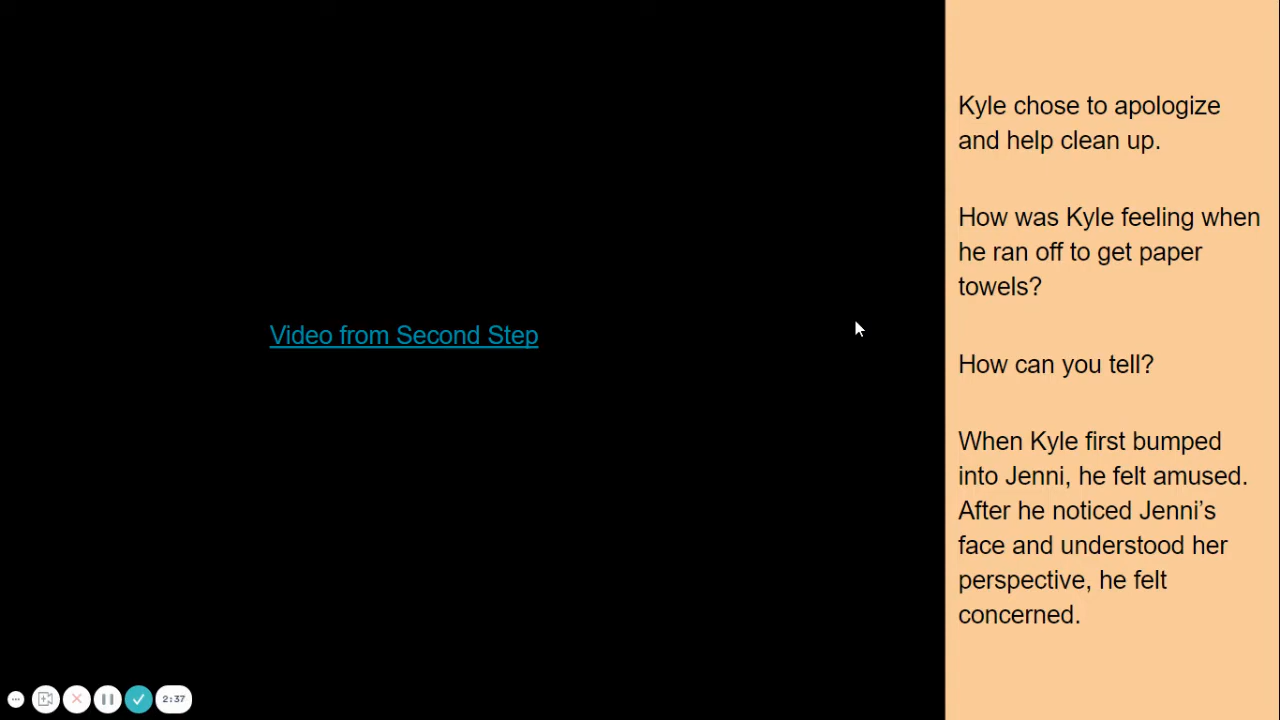 Kyle chose to apologize
and help clean up.
How was Kyle feeling when
he ran off to get paper
towels?
Video from Second Step
How can you tell?
When Kyle first bumped
into Jenni, he felt amused.
After he noticed Jenni’s
face and understood her
perspective, he felt
concerned.
2:37